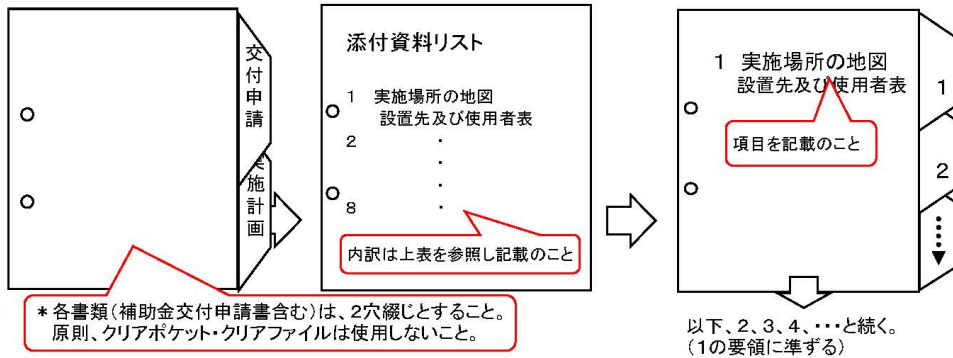 交付申請
実施計画
*各書類(補助金交付申請書含む)は、2穴綴じとすること。
原則、クリアポケット・クリアファイルは使用しないこと。
添付資料リスト
1 実施場所の地図
設置先及び使用者表
2 ・
・
・
8 ・
内訳は上表を参照し記載のこと
1 実施場所の地図
設置先及び使用者表
項目を記載のこと
1
2
以下、2、3、4、・・・と続く。
(1の要領に準ずる)